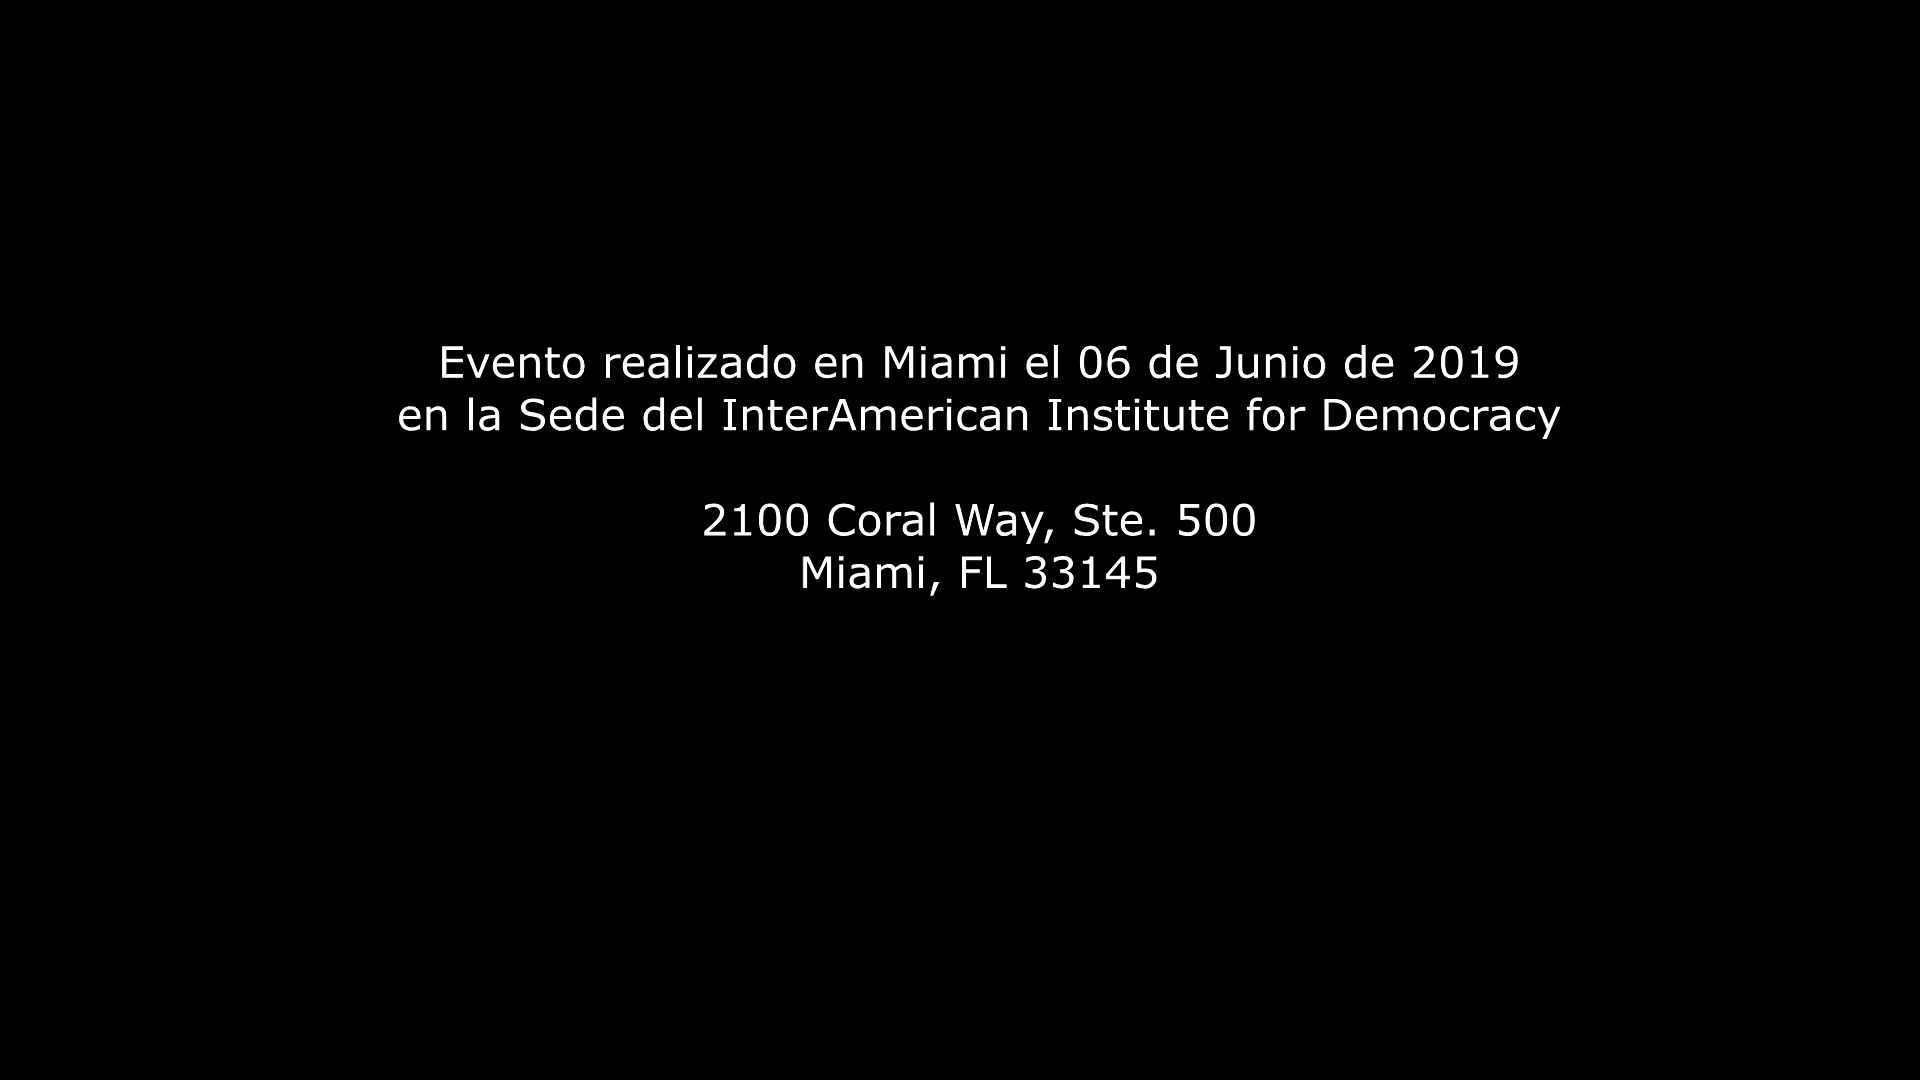 Evento realizado en Miami el 06 de Junio de 2019
en la Sede del InterAmerican Institute for Democracy
2100 Coral Way, Ste. 500
Miami, FL 33145